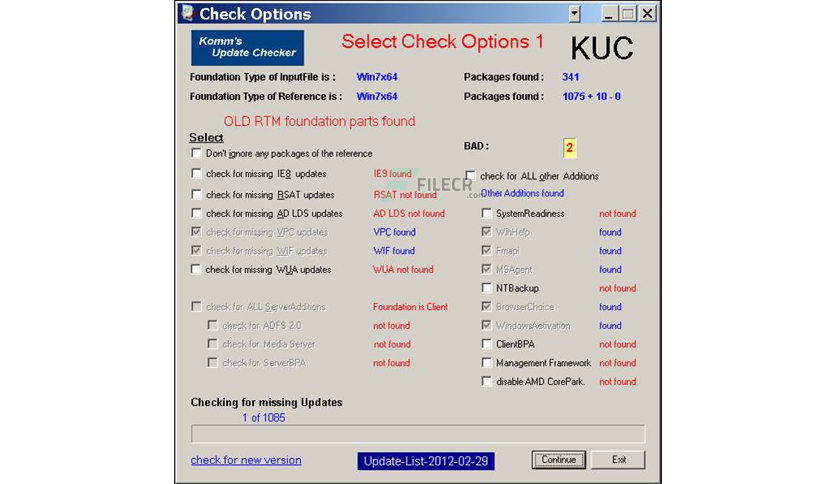 Check Options
Komm's
Update Checker
Select Check Options 1
KUC
Foundation Type of InputFile is : Win7x64 Packages found : 341
Foundation Type of Reference is : Win7x64 Packages found : 1075 + 10 - 0
OLD RTM foundation parts found
Select
BAD : 2
Don't ignore any packages of the reference
check for missing IE8 updates IE9 found
check for ALL other Additions
FILECR
.com
check for missing RSAT updates RSAT not found
Other Additions found
check for missing AD LDS updates AD LDS not found
SystemReadiness not found
check for missing VPC updates VPC found
WinHelp found
check for missing WIF updates WIF found
Fmapi found
check for missing WUA updates WUA not found
MSAgent found
NTBackup not found
check for ALL ServerAdditions Foundation is Client
BrowserChoice found
check for ADFS 2.0 not found
WindowsActivation found
check for Media Server not found
ClientBPA not found
check for ServerBPA not found
Management Framework not found
disable AMD CorePark. not found
Checking for missing Updates
1 of 1085
check for new version
Update-List-2012-02-29
Continue
Exit